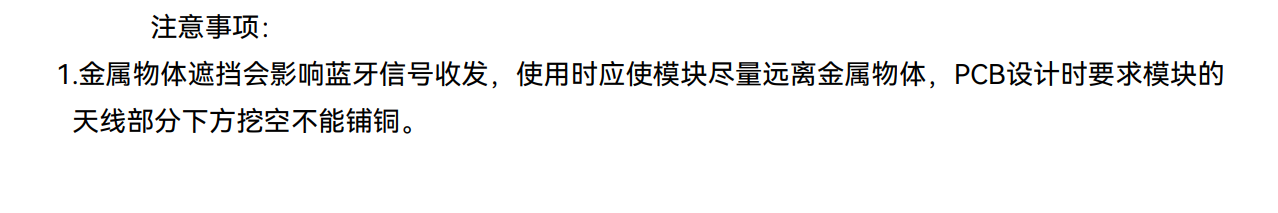 注意事项：
1.金属物体遮挡会影响蓝牙信号收发，使用时应使模块尽量远离金属物体，PCB设计时要求模块的
天线部分下方挖空不能铺铜。